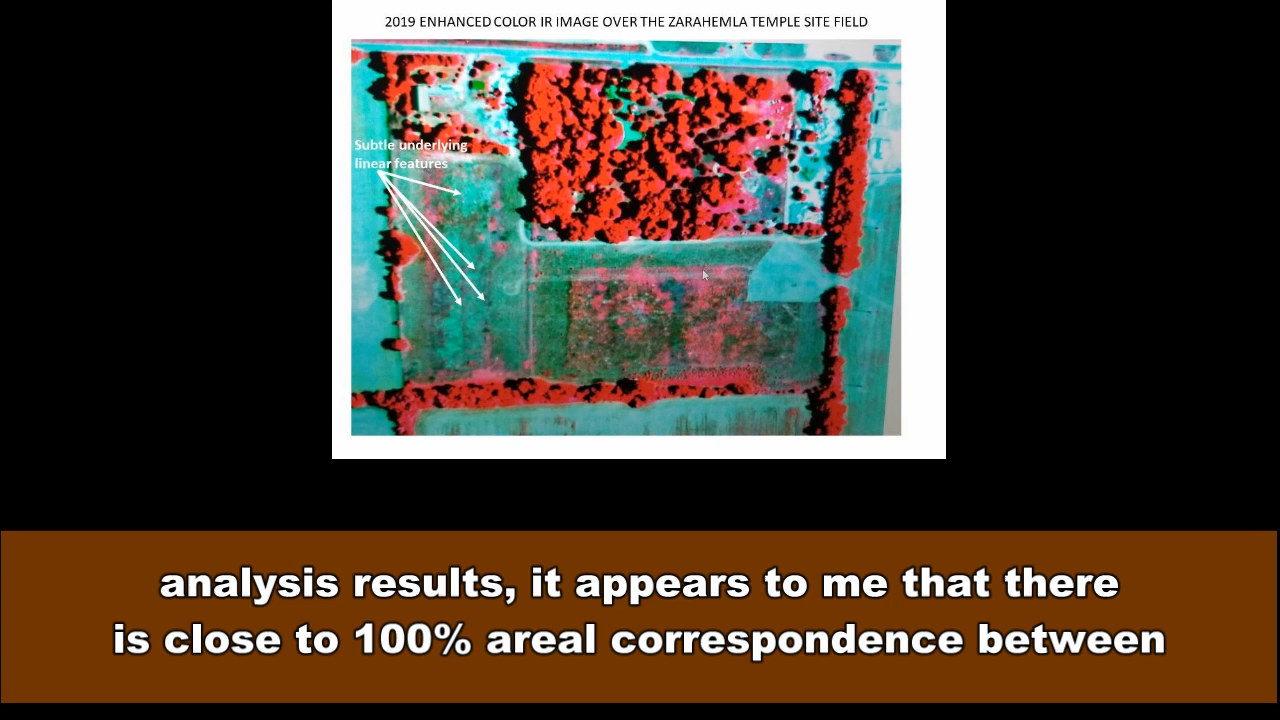 2019 ENHANCED COLOR IR IMAGE OVER THE ZARAHEMLA TEMPLE SITE FIELD
Subtle underlying
linear features
analysis results, it appears to me that there
is close to 100% areal correspondence between